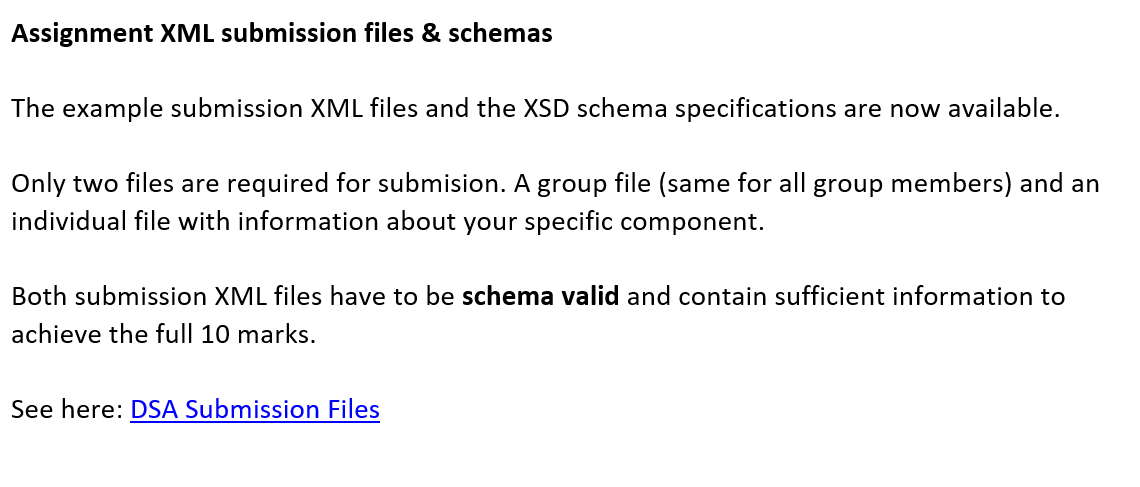 Assignment XML submission files & schemas
The example submission XML files and the XSD schema specifications are now available.
Only two files are required for submision. A group file (same for all group members) and an
individual file with information about your specific component.
Both submission XML files have to be schema valid and contain sufficient information to
achieve the full 10 marks.
See here: DSA Submission Files